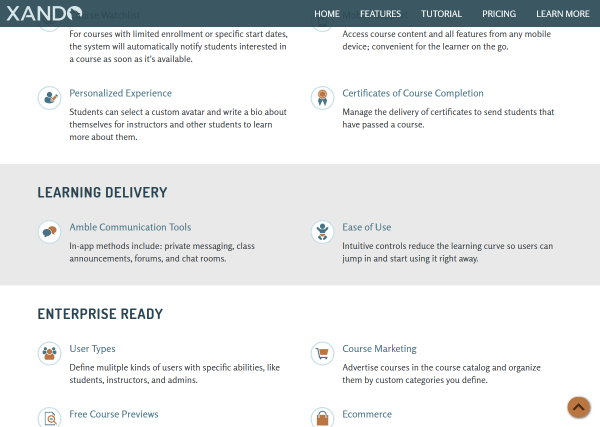 XANDO
HOME
FEATURES
TUTORIAL
PRICING
LEARN MORE
For courses with limited enrollment or specific start dates,
the system will automatically notify students interested in
a course as soon as it's available.
Access course content and all features from any mobile
device; convenient for the learner on the go.
Personalized Experience
Students can select a custom avatar and write a bio about
themselves for instructors and other students to learn
more about them.
Certificates of Course Completion
Manage the delivery of certificates to send students that
have passed a course.
LEARNING DELIVERY
Amble Communication Tools
In-app methods include: private messaging, class
announcements, forums, and chat rooms.
Ease of Use
Intuitive controls reduce the learning curve so users can
jump in and start using it right away.
ENTERPRISE READY
User Types
Define mulitple kinds of users with specific abilities, like
students, instructors, and admins.
Course Marketing
Advertise courses in the course catalog and organize
them by custom categories you define.
Free Course Previews
Ecommerce